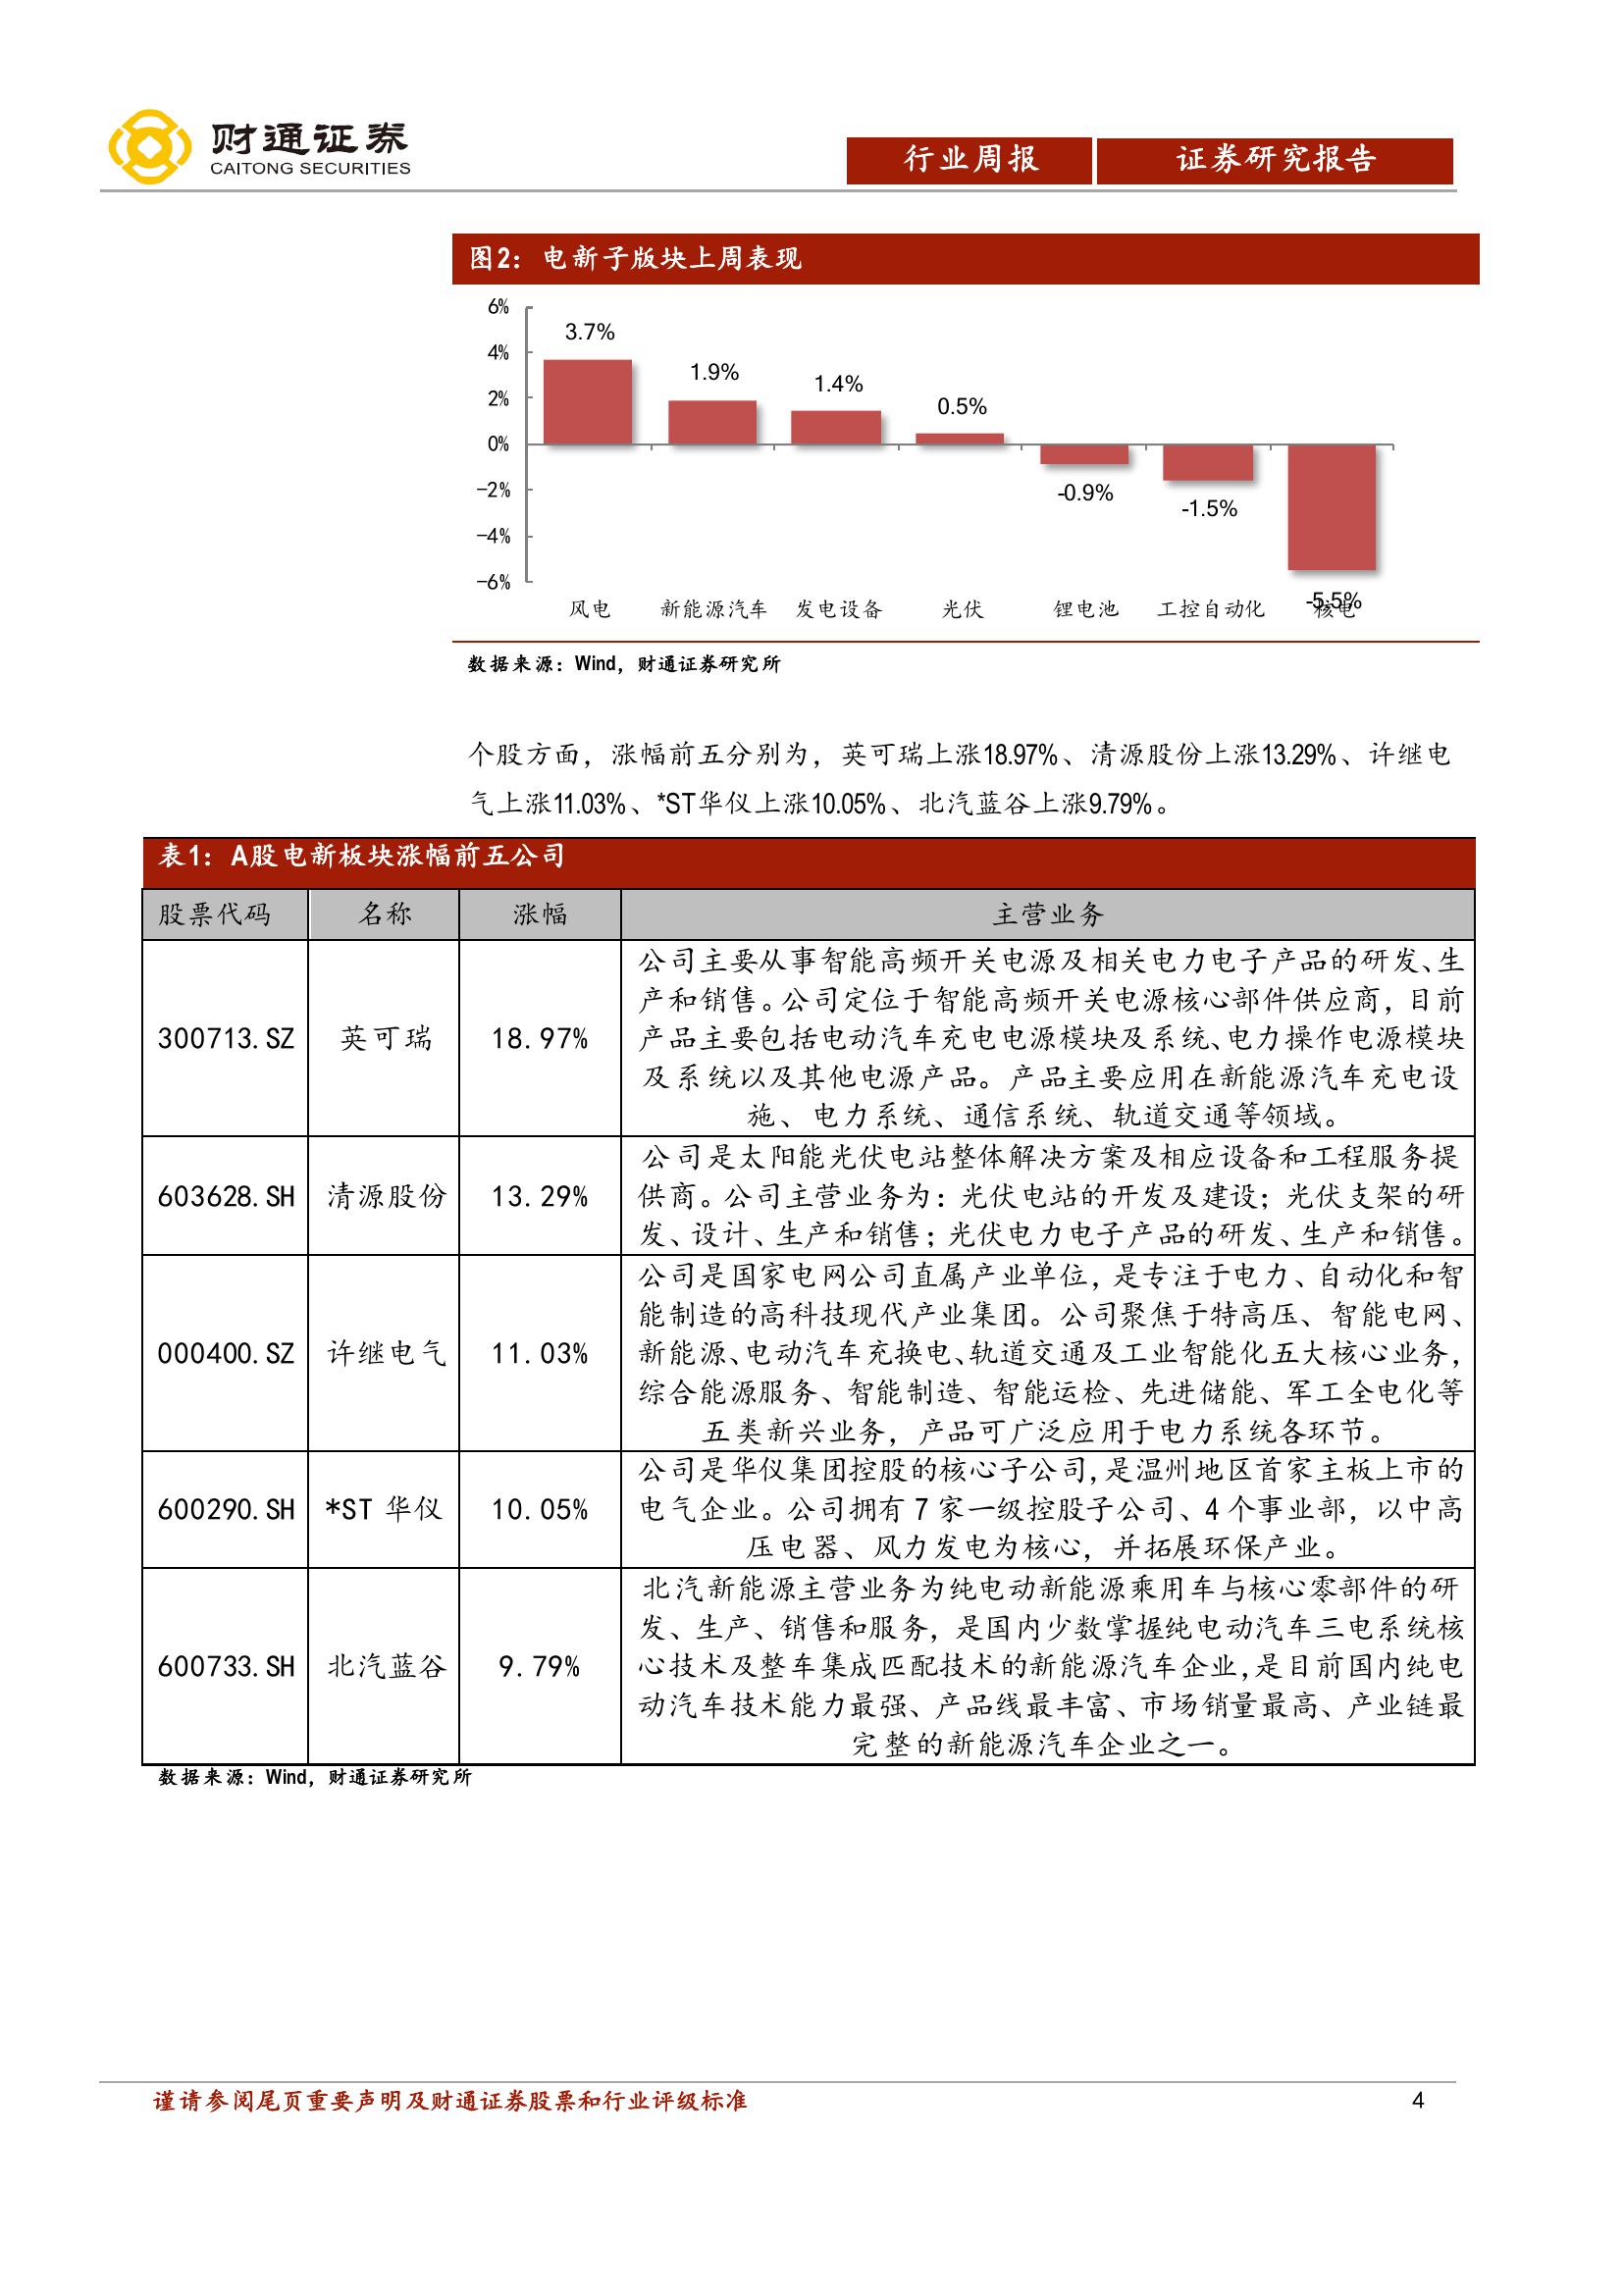 财通证券
CAITONG SECURITIES
行业周报
证券研究报告
图2：电新子版块上周表现
6%
4%
2%
0%
-2%
-4%
-6%
3.7%
1.9%
1.4%
0.5%
-0.9%
-1.5%
-5.5%
风电
新能源汽车
发电设备
光伏
锂电池
工控自动化
核电
数据来源：Wind，财通证券研究所
个股方面，涨幅前五分别为，英可瑞上涨18.97%、清源股份上涨13.29%、许继电
气上涨11.03%、*ST华仪上涨10.05%、北汽蓝谷上涨9.79%。
表1：A股电新板块涨幅前五公司
股票代码 名称 涨幅 主营业务
300713.SZ 英可瑞 18.97%
公司主要从事智能高频开关电源及相关电力电子产品的研发、生
产和销售。公司定位于智能高频开关电源核心部件供应商，目前
产品主要包括电动汽车充电电源模块及系统、电力操作电源模块
及系统以及其他电源产品。产品主要应用在新能源汽车充电设
施、电力系统、通信系统、轨道交通等领域。
603628.SH 清源股份 13.29%
公司是太阳能光伏电站整体解决方案及相应设备和工程服务提
供商。公司主营业务为：光伏电站的开发及建设；光伏支架的研
发、设计、生产和销售；光伏电力电子产品的研发、生产和销售。
000400.SZ 许继电气 11.03%
公司是国家电网公司直属产业单位，是专注于电力、自动化和智
能制造的高科技现代产业集团。公司聚焦于特高压、智能电网、
新能源、电动汽车充换电、轨道交通及工业智能化五大核心业务，
综合能源服务、智能制造、智能运检、先进储能、军工全电化等
五类新兴业务，产品可广泛应用于电力系统各环节。
600290.SH *ST 华仪 10.05%
公司是华仪集团控股的核心子公司，是温州地区首家主板上市的
电气企业。公司拥有 7 家一级控股子公司、4 个事业部，以中高
压电器、风力发电为核心，并拓展环保产业。
600733.SH 北汽蓝谷 9.79%
北汽新能源主营业务为纯电动新能源乘用车与核心零部件的研
发、生产、销售和服务，是国内少数掌握纯电动汽车三电系统核
心技术及整车集成匹配技术的新能源汽车企业，是目前国内纯电
动汽车技术能力最强、产品线最丰富、市场销量最高、产业链最
完整的新能源汽车企业之一。
数据来源：Wind，财通证券研究所
谨请参阅尾页重要声明及财通证券股票和行业评级标准
4